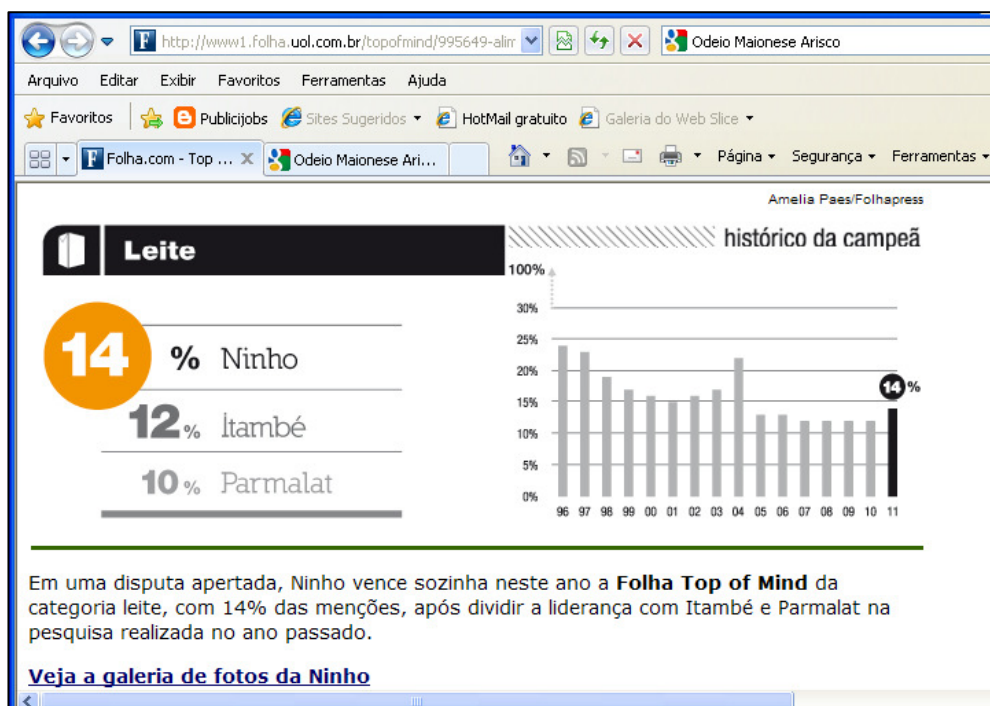 http://www1.folha.uol.com.br/topofmind/995649-alim
Odeio Maionese Arisco
Arquivo Editar Exibir Favoritos Ferramentas Ajuda
Favoritos Publicijobs Sites Sugeridos HotMail gratuito Galeria do Web Slice
Folha.com - Top ... Odeio Maionese Ari... Página Segurança Ferramentas
Amelia Paes/Folhapress
Leite
histórico da campeã
14 % Ninho
12 % Itambé
10 % Parmalat
100%
30%
25%
20%
15%
10%
5%
0%
14 %
96 97 98 99 00 01 02 03 04 05 06 07 08 09 10 11
Em uma disputa apertada, Ninho vence sozinha neste ano a Folha Top of Mind da
categoria leite, com 14% das menções, após dividir a liderança com Itambé e Parmalat na
pesquisa realizada no ano passado.
Veja a galeria de fotos da Ninho